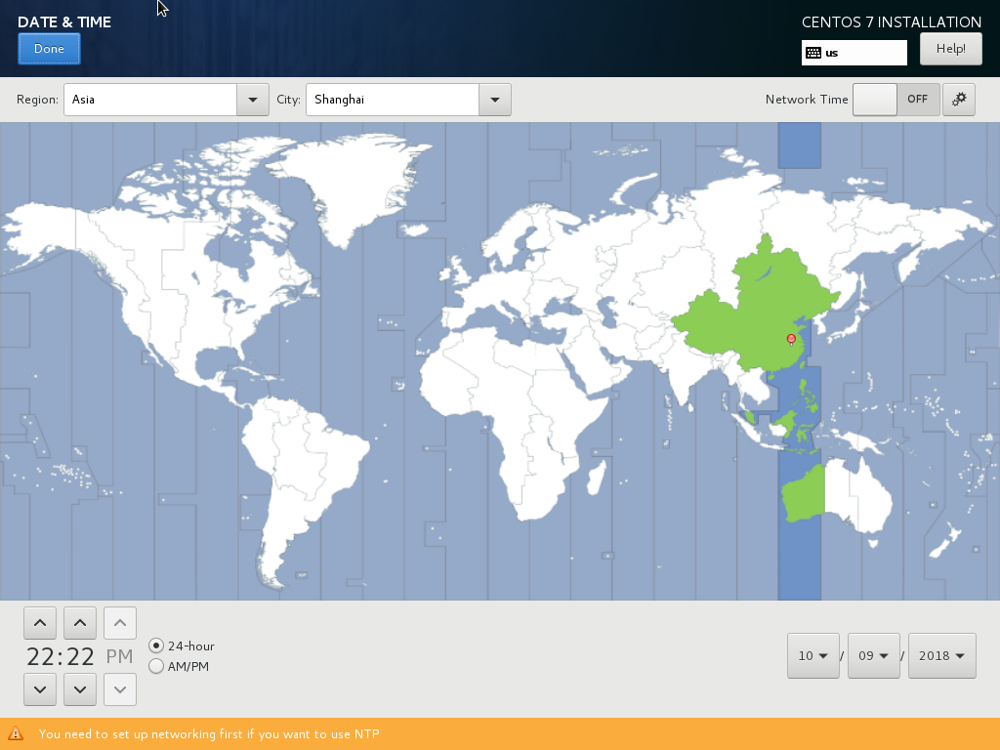 DATE & TIME
CENTOS 7 INSTALLATION
Done
us
Help!
Region:
Asia
City:
Shanghai
Network Time
OFF
22:22
PM
24-hour
AM/PM
10 / 09 / 2018
You need to set up networking first if you want to use NTP